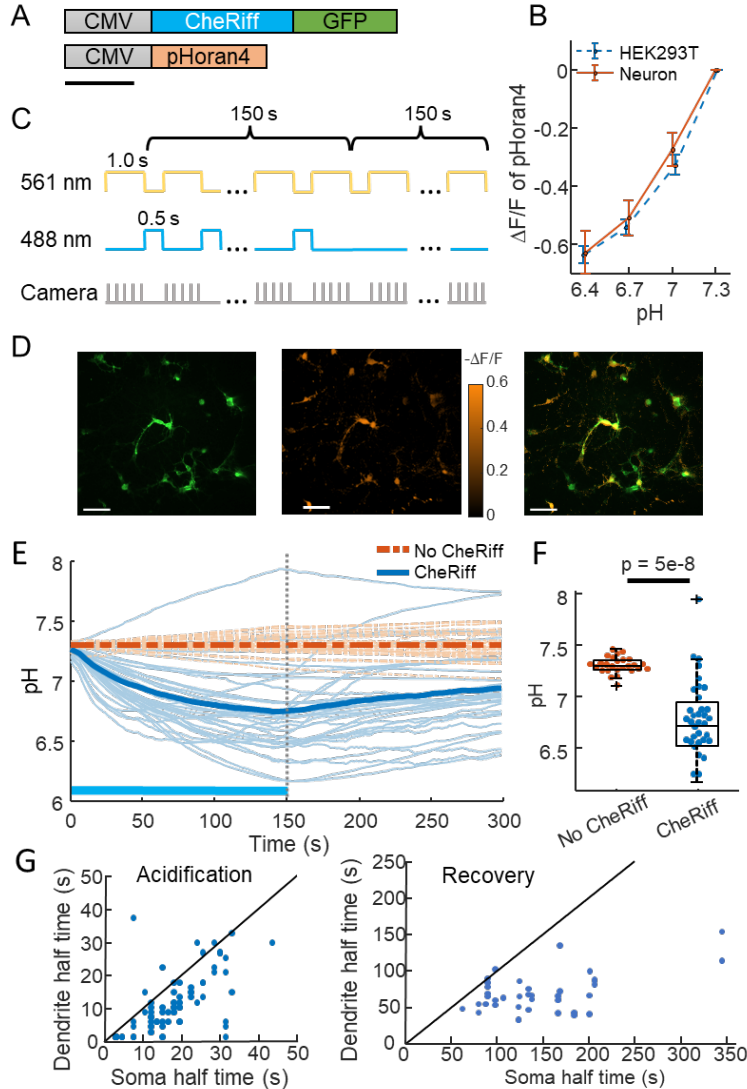 A
CMV CheRiff GFP
CMV pHoran4
B
HEK293T
Neuron
0
-0.2
-0.4
-0.6
ΔF/F of pHoran4
6.4 6.7 7 7.3
pH
C
150 s 150 s
1.0 s
561 nm
...
...
0.5 s
488 nm
...
...
Camera
...
...
D
-ΔF/F
0.6
0.4
0.2
0
E
No CheRiff
CheRiff
8
7.5
7
6.5
6
pH
0 50 100 150 200 250 300
Time (s)
F
p = 5e-8
8
7.5
7
6.5
pH
No CheRiff CheRiff
G
Acidification
50
40
30
20
10
0
Dendrite half time (s)
0 10 20 30 40 50
Soma half time (s)
Recovery
250
200
150
100
50
0
Dendrite half time (s)
0 50 100 150 200 250 300 350
Soma half time (s)